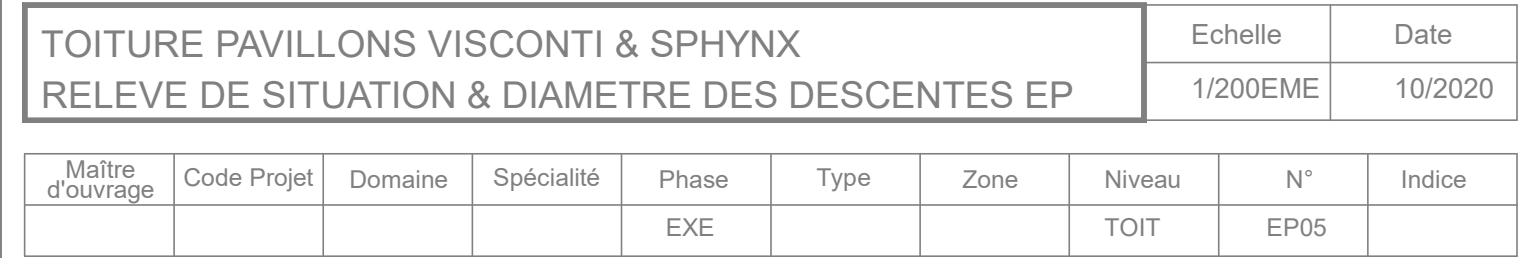 TOITURE PAVILLONS VISCONTI & SPHYNX
RELEVE DE SITUATION & DIAMETRE DES DESCENTES EP
Echelle Date
1/200EME 10/2020
Maître d'ouvrage Code Projet Domaine Spécialité Phase Type Zone Niveau N° Indice
EXE TOIT EP05